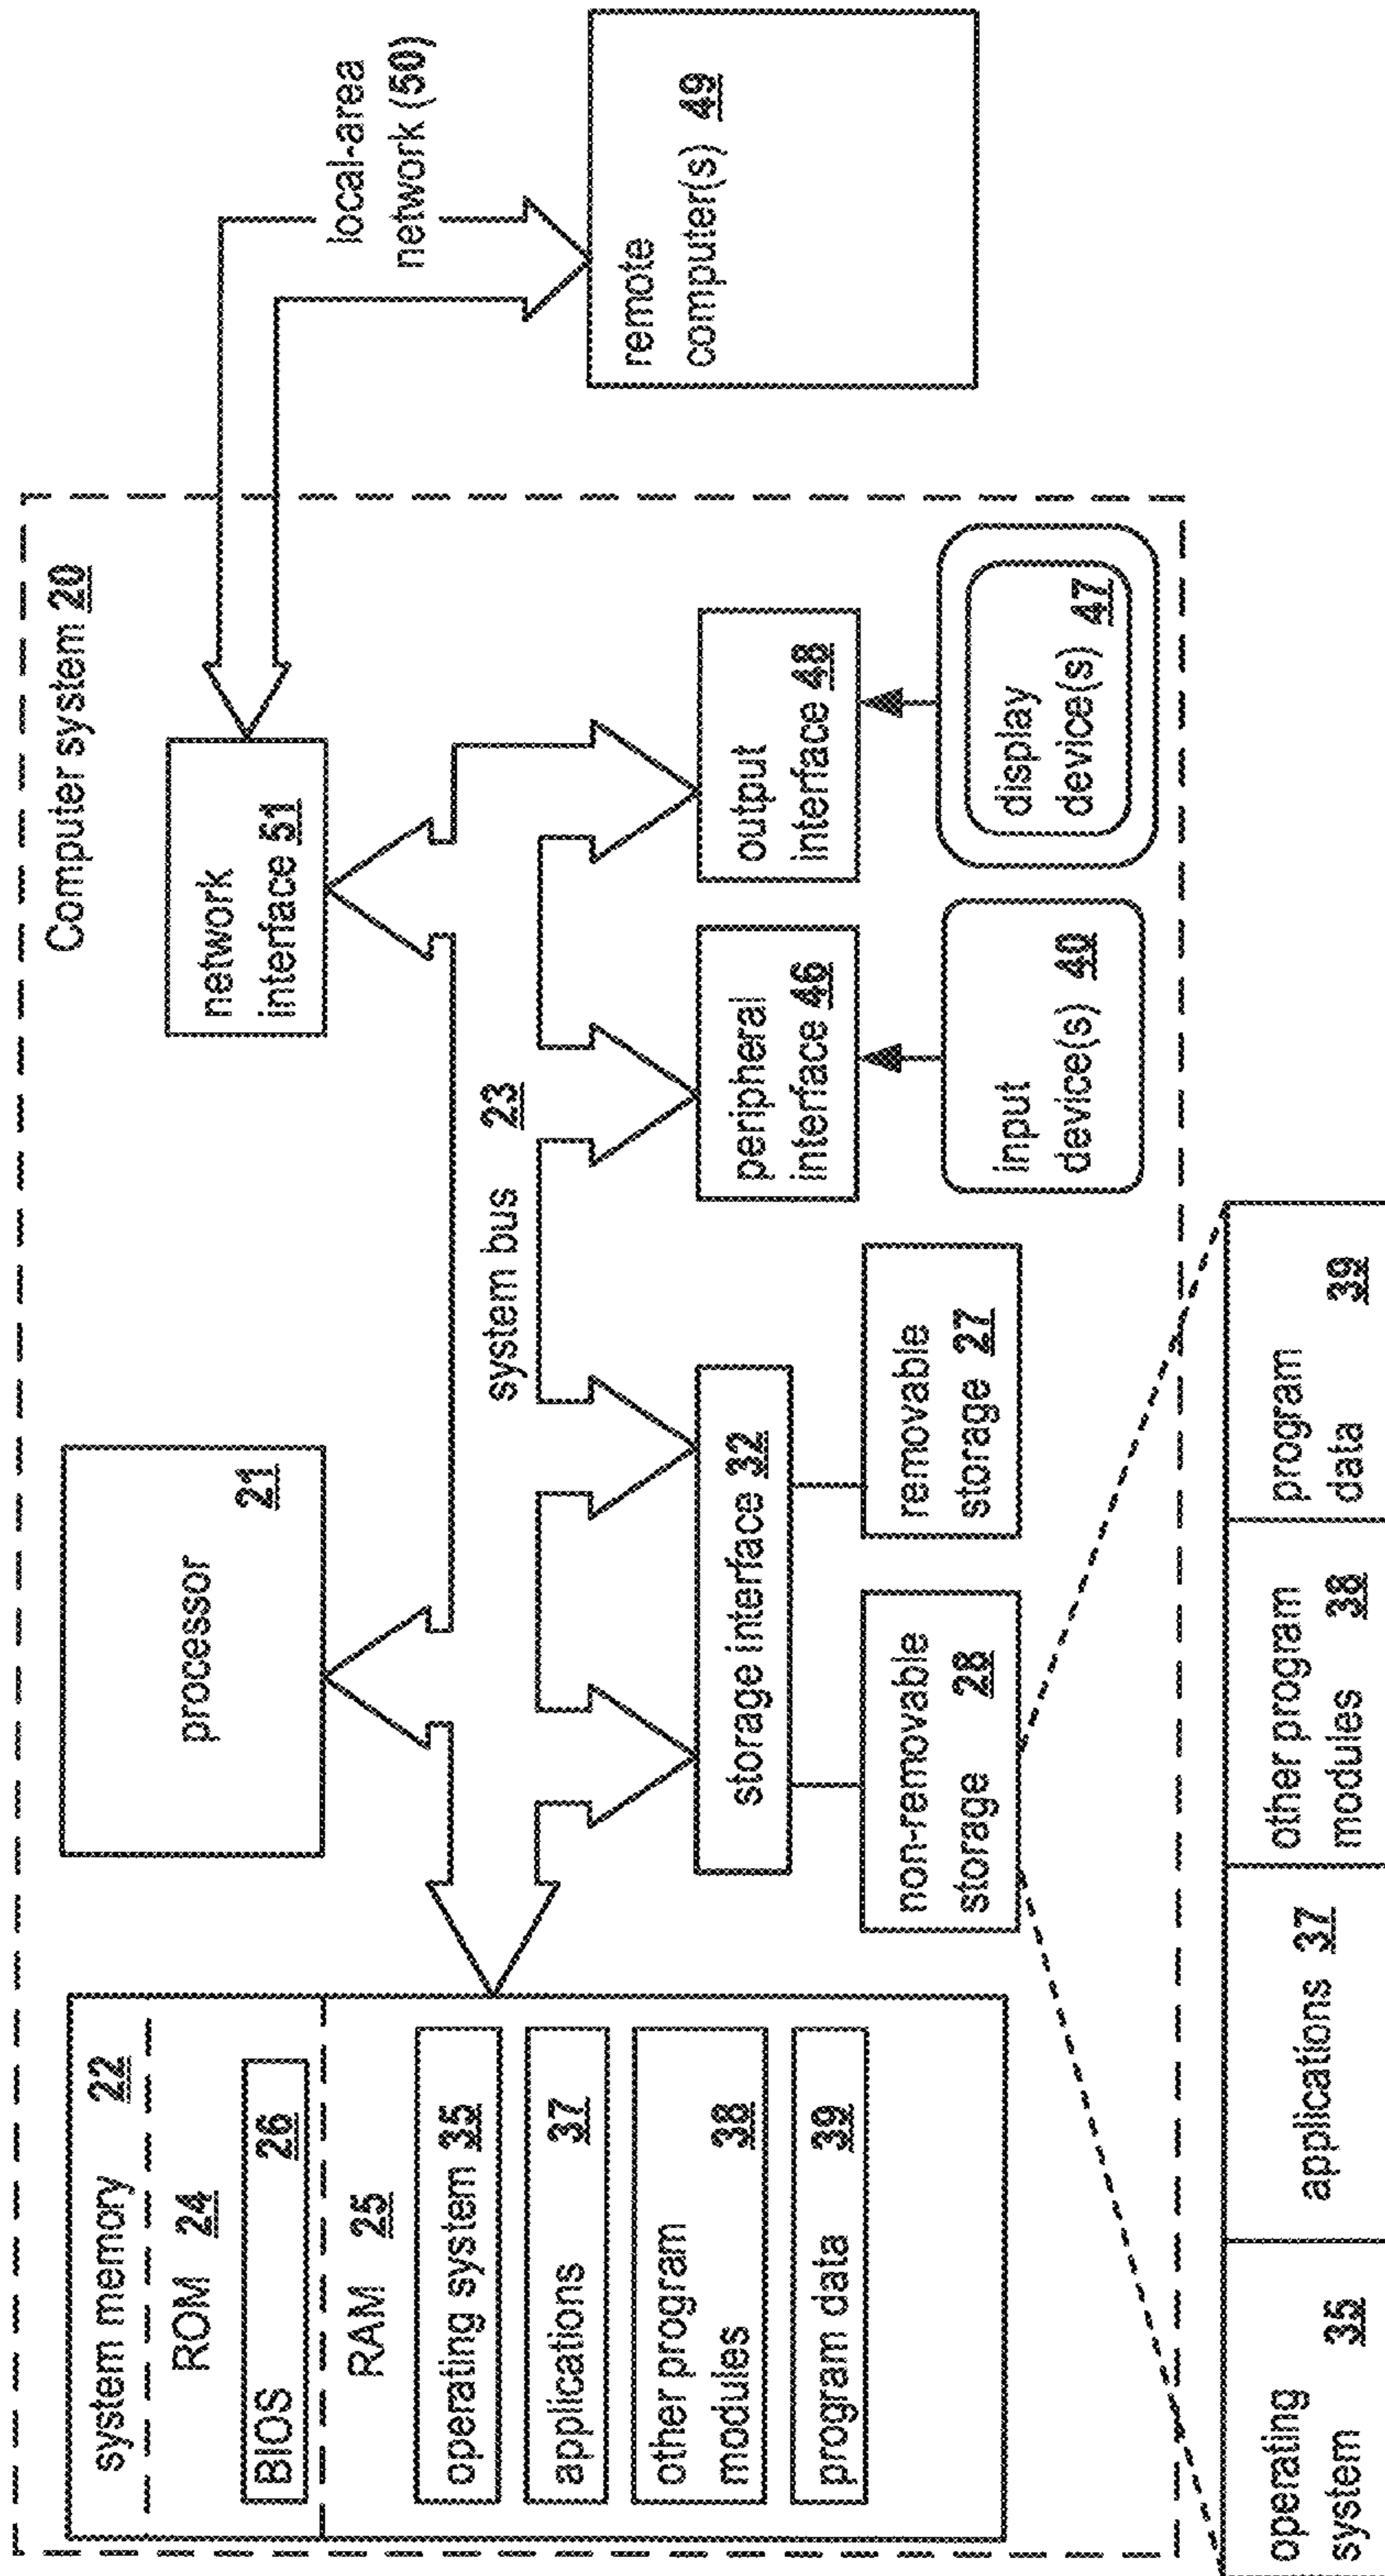 Computer system 20
system memory 22
ROM 24
BIOS 26
RAM 25
operating system 35
applications 37
other program
modules 38
program data 39
processor
21
system bus 23
network
interface 51
local-area
network (50)
remote
computer(s) 49
storage interface 32
non-removable
storage 28
removable
storage 27
peripheral
interface 46
output
interface 48
input
device(s) 40
display
device(s) 47
operating
system 35
applications 37
other program
modules 38
program
data 39